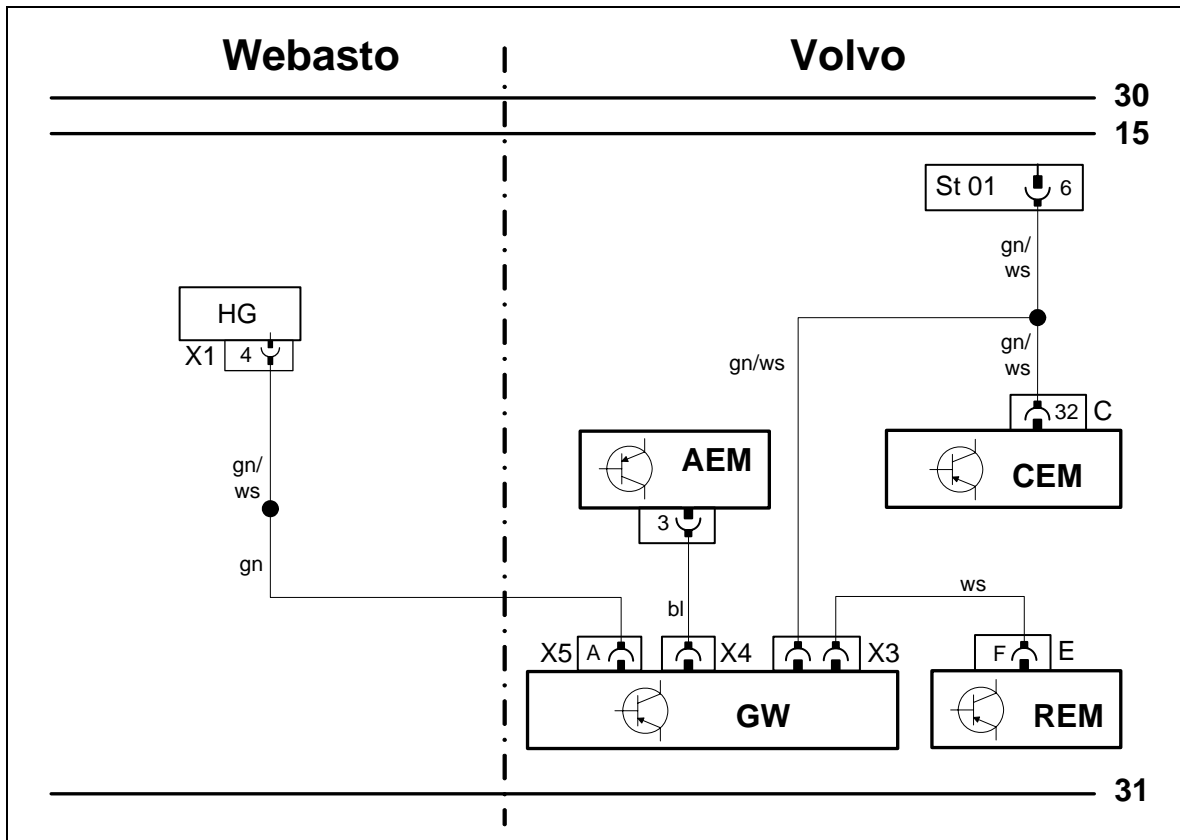 Webasto
Volvo
30
15
St 01
6
gn/
ws
HG
X1
4
gn/ws
gn/
ws
32
C
AEM
CEM
gn/
ws
3
gn
bl
ws
X5
A
X4
X3
F
E
GW
REM
31